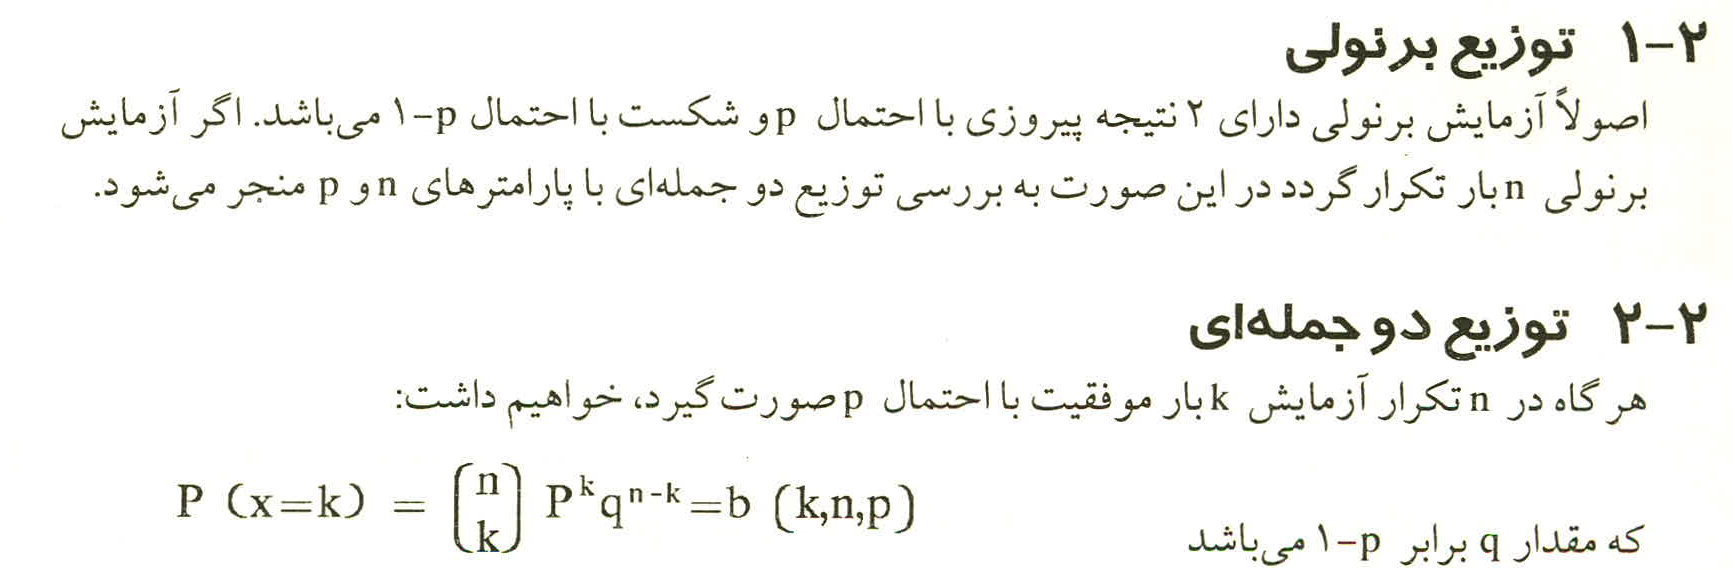 ۲–۱ توزیع برنولی
اصولاً آزمایش برنولی دارای ۲ نتیجه پیروزی با احتمال p و شکست با احتمال ۱–p می‌باشد. اگر آزمایش
برنولی n بار تکرار گردد در این صورت به بررسی توزیع دو جمله‌ای با پارامترهای n و p منجر می‌شود.
۲–۲ توزیع دو جمله‌ای
هر گاه در n تکرار آزمایش k بار موفقیت با احتمال p صورت گیرد، خواهیم داشت:
P (x=k) = (n k) P^k q^n-k = b (k,n,p)
که مقدار q برابر ۱–p می‌باشد